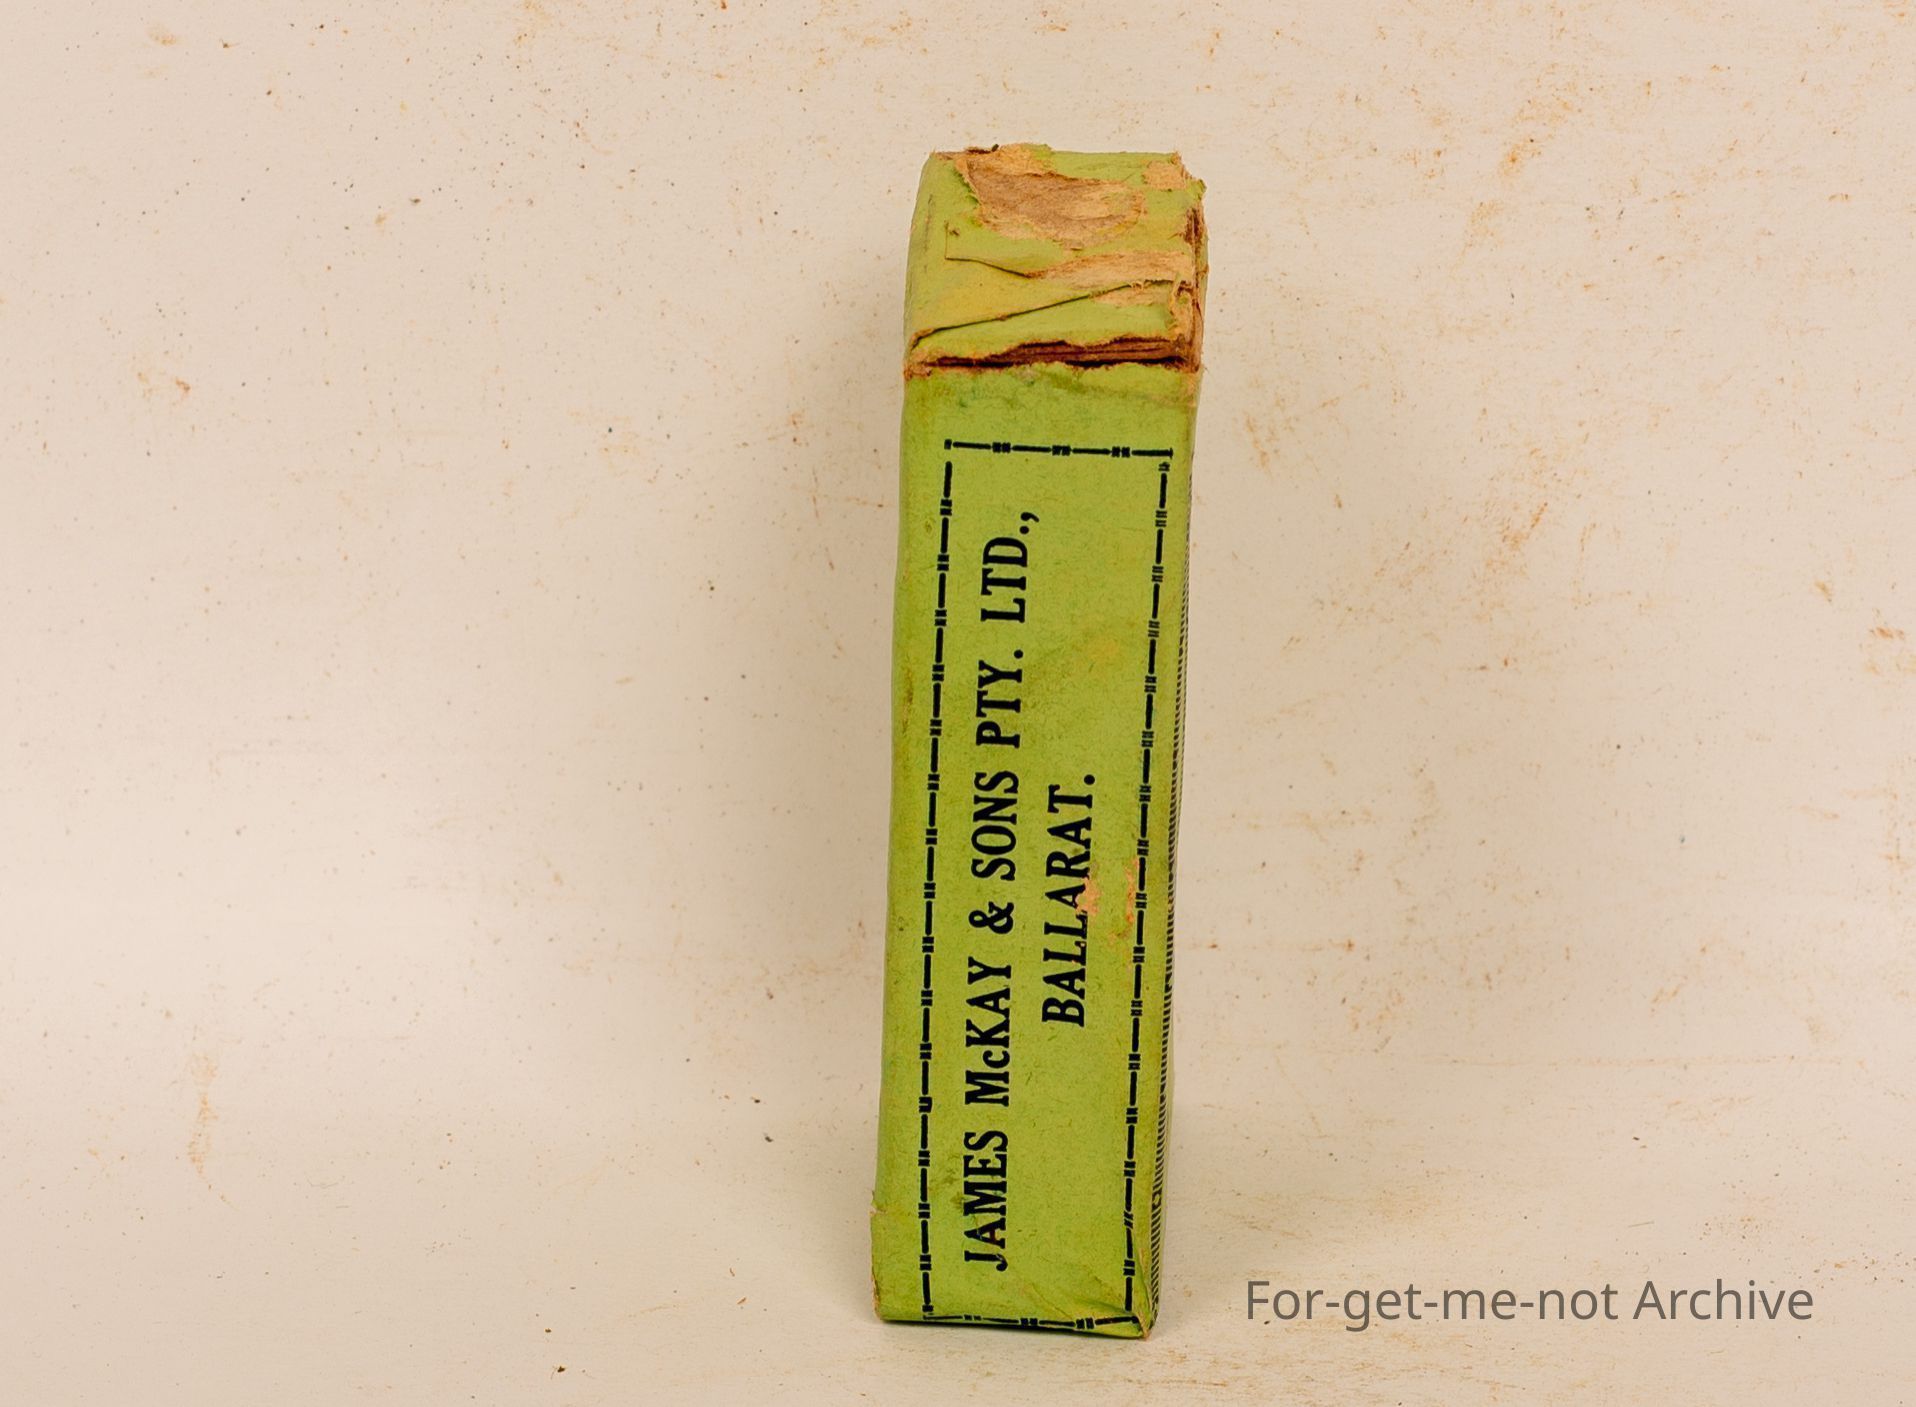 JAMES McKAY & SONS PTY. LTD.,
BALLARAT.
For-get-me-not Archive